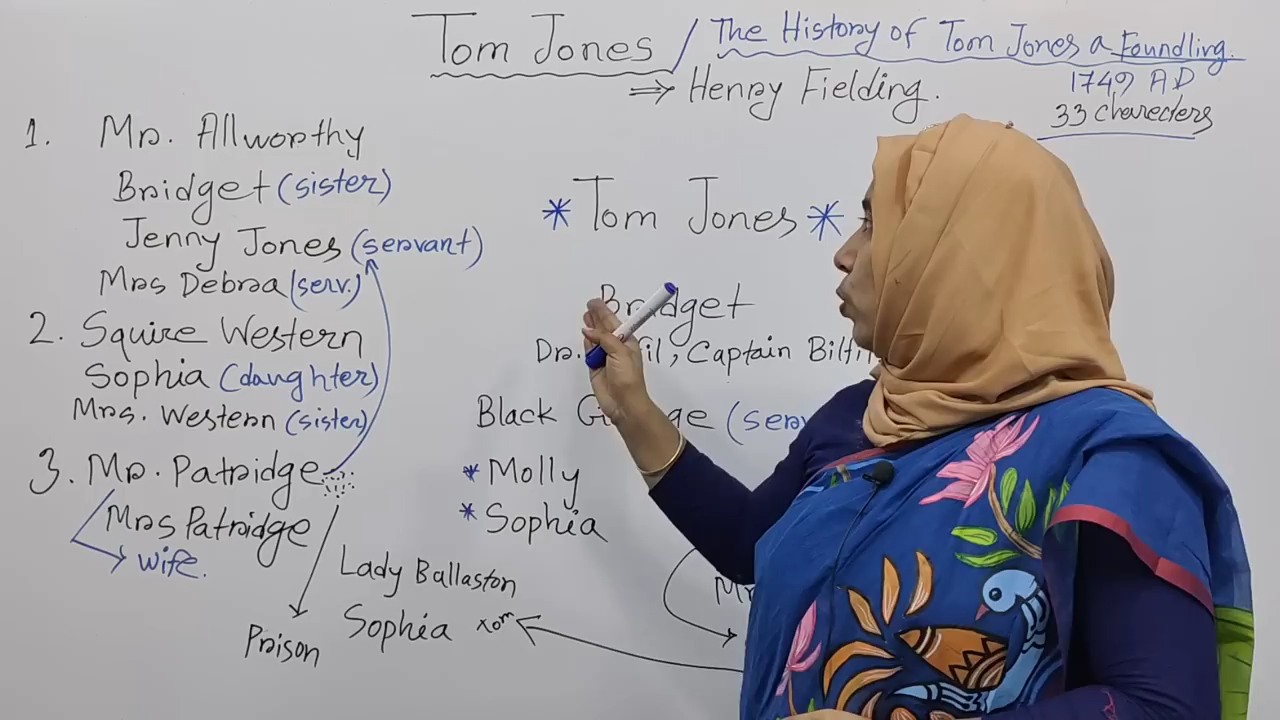 Tom Jones / The History of Tom Jones a Foundling.
⇒ Henry Fielding.
1749 AD
33 charecters
1. Mr. Allworthy
Bridget (sister)
Jenny Jones (servant)
Mrs Debra (serv.)
2. Squire Western
Sophia (daughter)
Mrs. Western (sister)
3. Mr. Patridge
Mrs Patridge
wife.
Prison
Lady Ballaston
Sophia
* Tom Jones *
Bridget
Dr. , Captain
Black
* Molly
* Sophia